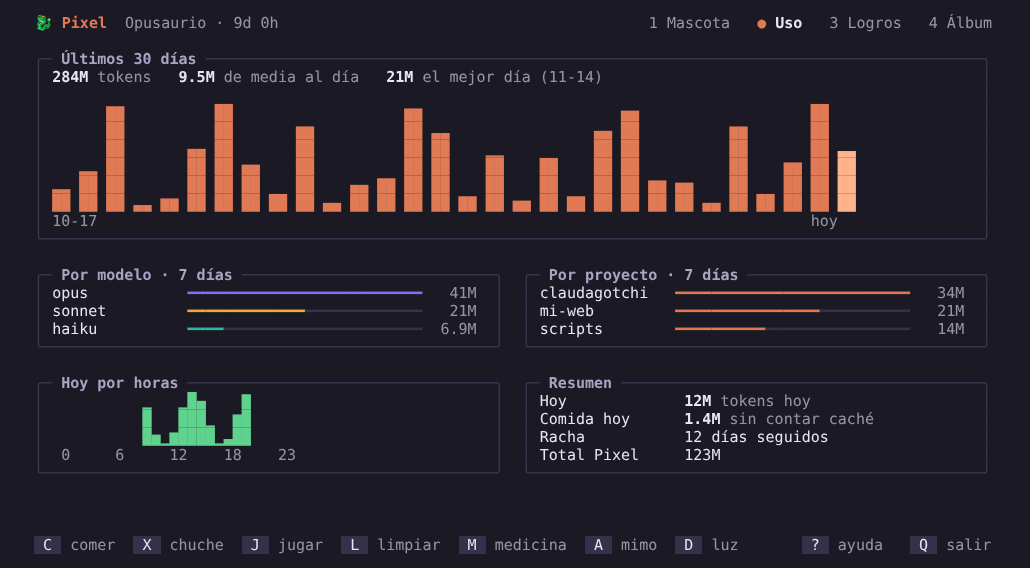 Pixel Opusaurio · 9d 0h 1 Mascota ● Uso 3 Logros 4 Álbum
Últimos 30 días
284M tokens 9.5M de media al día 21M el mejor día (11-14)
10-17 hoy
Por modelo · 7 días
opus 41M
sonnet 21M
haiku 6.9M
Por proyecto · 7 días
claudagotchi 34M
mi-web 21M
scripts 14M
Hoy por horas
0 6 12 18 23
Resumen
Hoy 12M tokens hoy
Comida hoy 1.4M sin contar caché
Racha 12 días seguidos
Total Pixel 123M
C comer X chuche J jugar L limpiar M medicina A mimo D luz ? ayuda Q salir